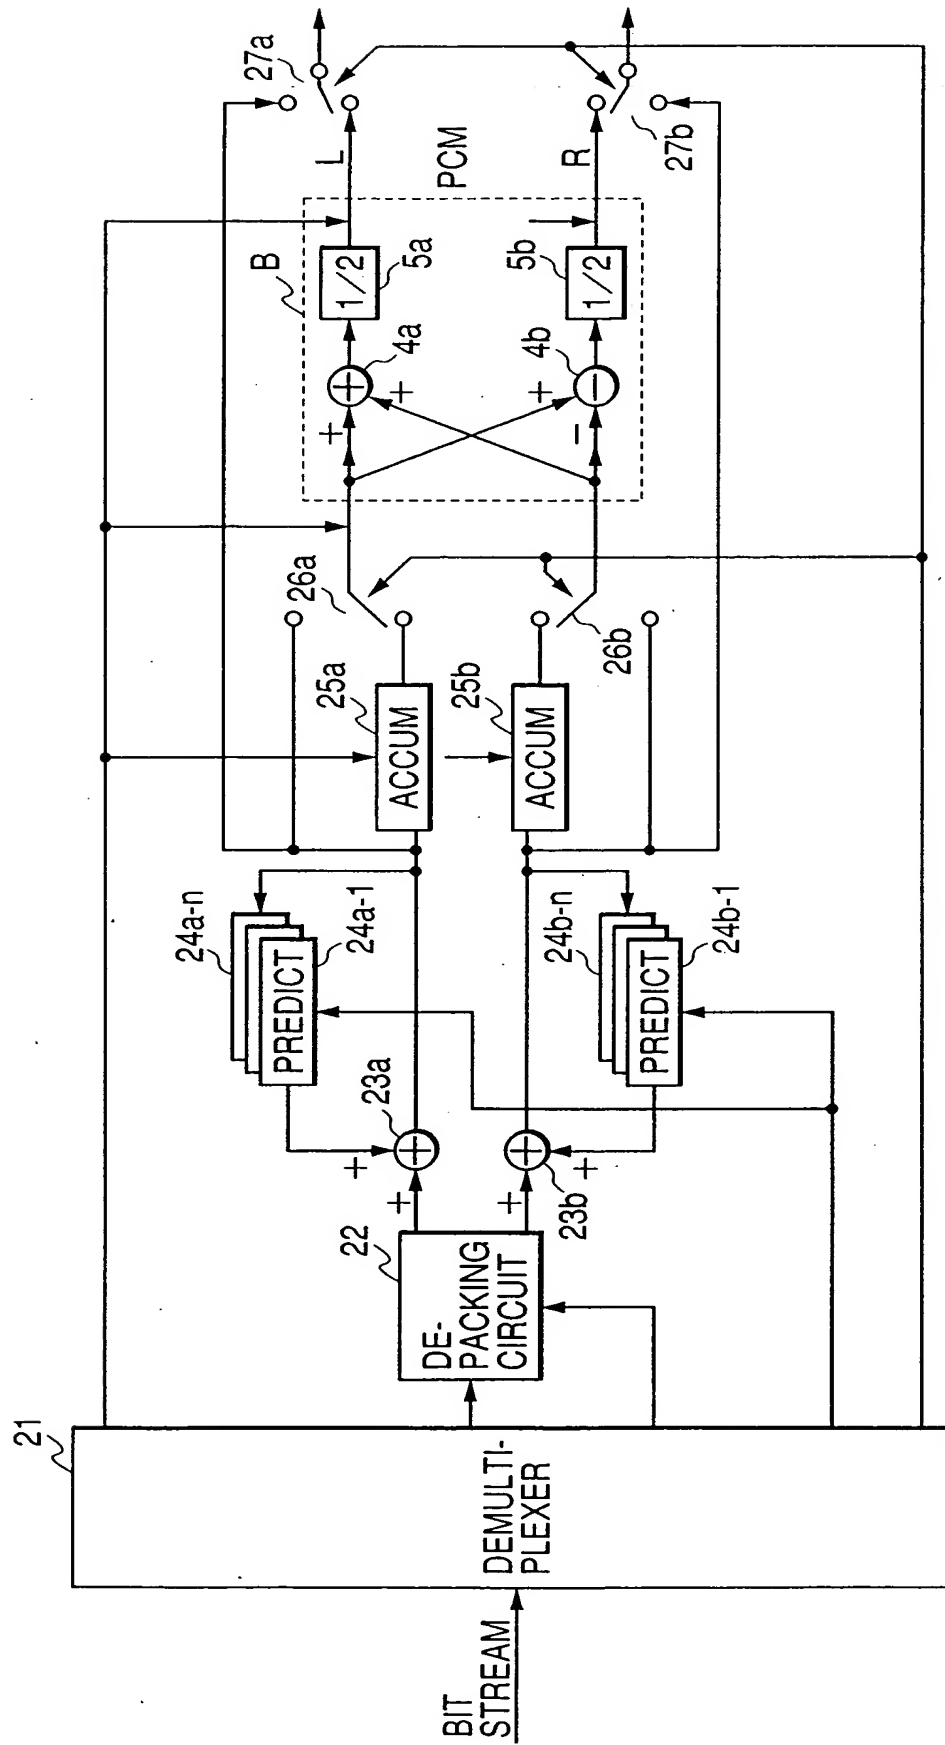 BIT
STREAM
21
DEMULTI-
PLEXER
22
DE-
PACKING
CIRCUIT
+
+
23a
+
+
23b
24a-n
PREDICT
24a-1
24b-n
PREDICT
24b-1
25a
ACCUM
25b
ACCUM
26a
26b
B
+
+
4a
1/2
5a
-
+
4b
1/2
5b
L
PCM
R
27a
27b